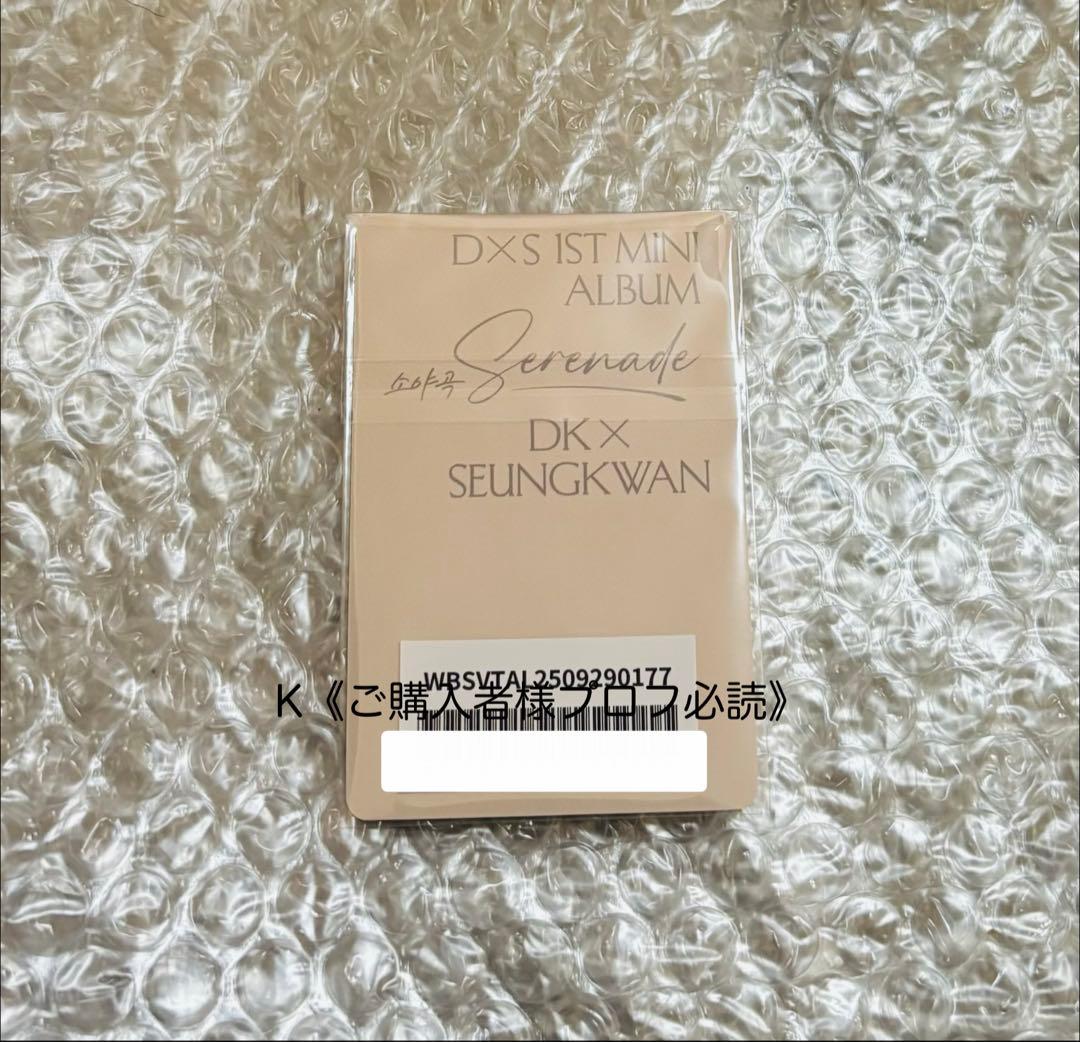 D×S 1ST MINI
ALBUM
소야곡 Serenade
DK ×
SEUNGKWAN
WBSVTAL2509290177
K《ご購入者様プロフ必読》